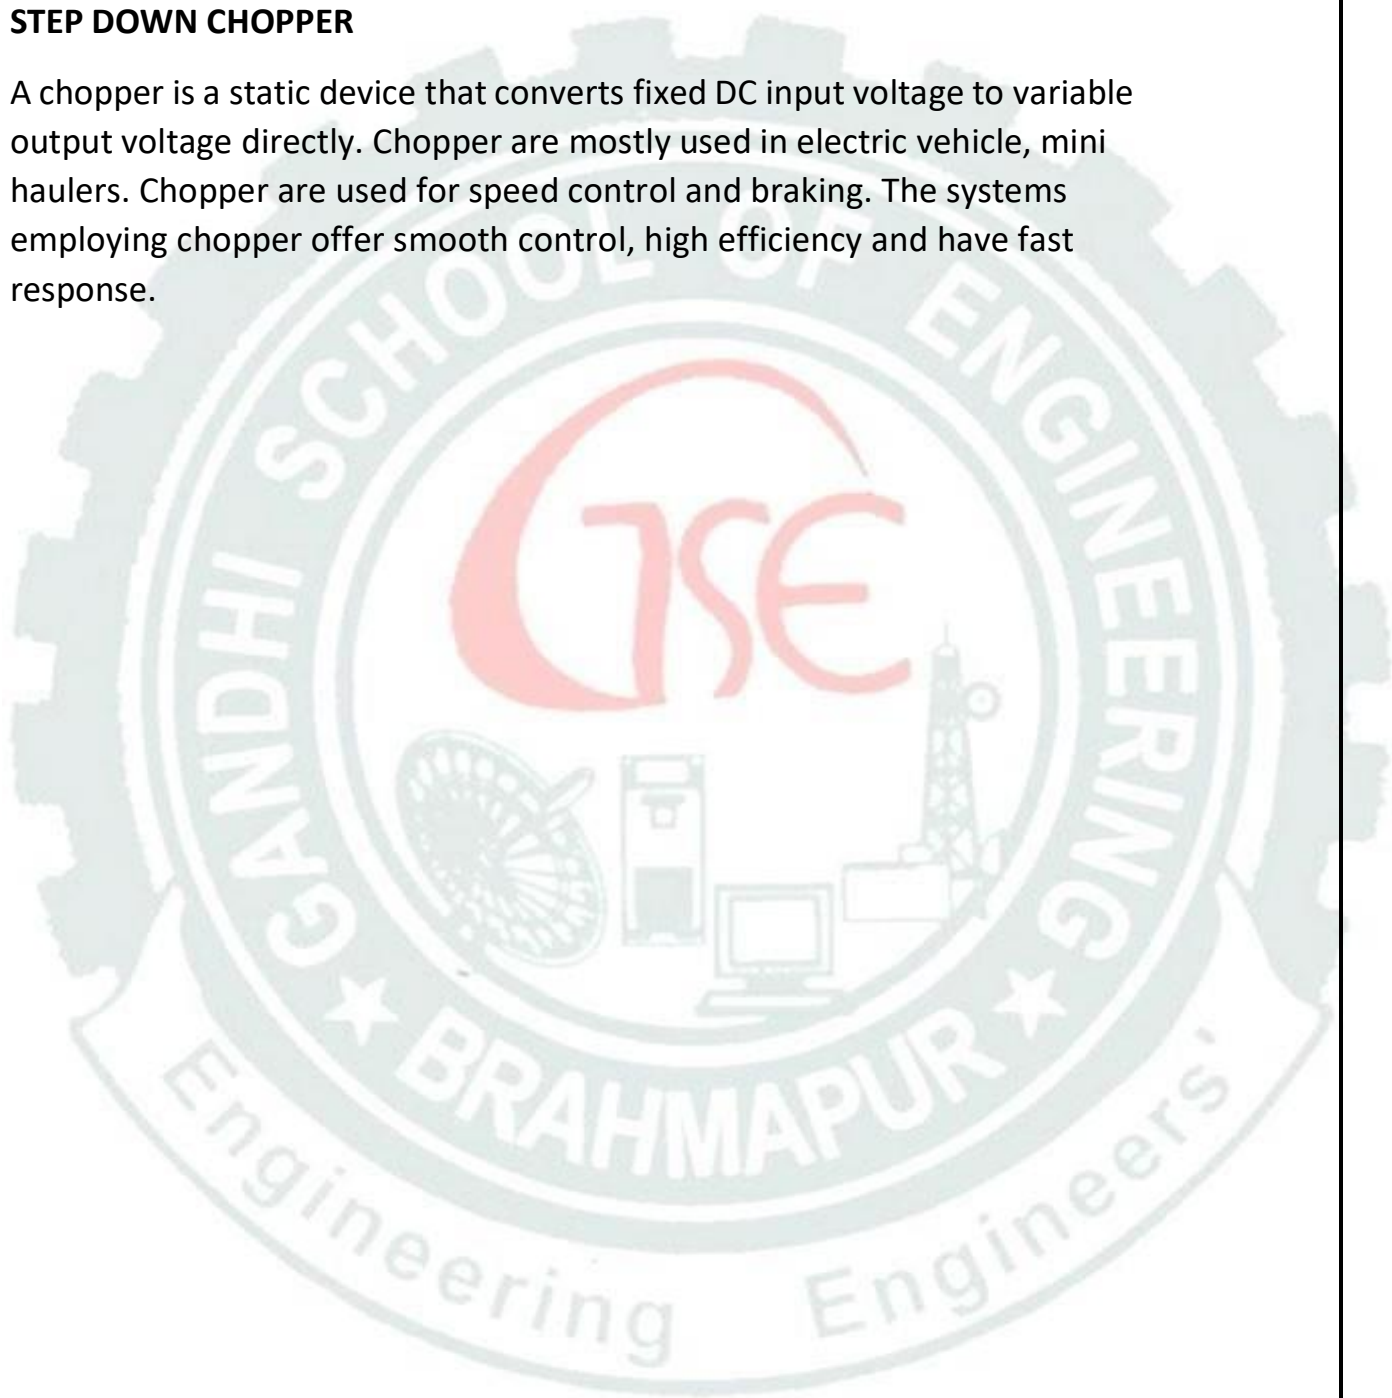 STEP DOWN CHOPPER
A chopper is a static device that converts fixed DC input voltage to variable
output voltage directly. Chopper are mostly used in electric vehicle, mini
haulers. Chopper are used for speed control and braking. The systems
employing chopper offer smooth control, high efficiency and have fast
response.
GANDHI SCHOOL OF ENGINEERING
GSE
★ BRAHMAPUR ★
Engineering Engineers'